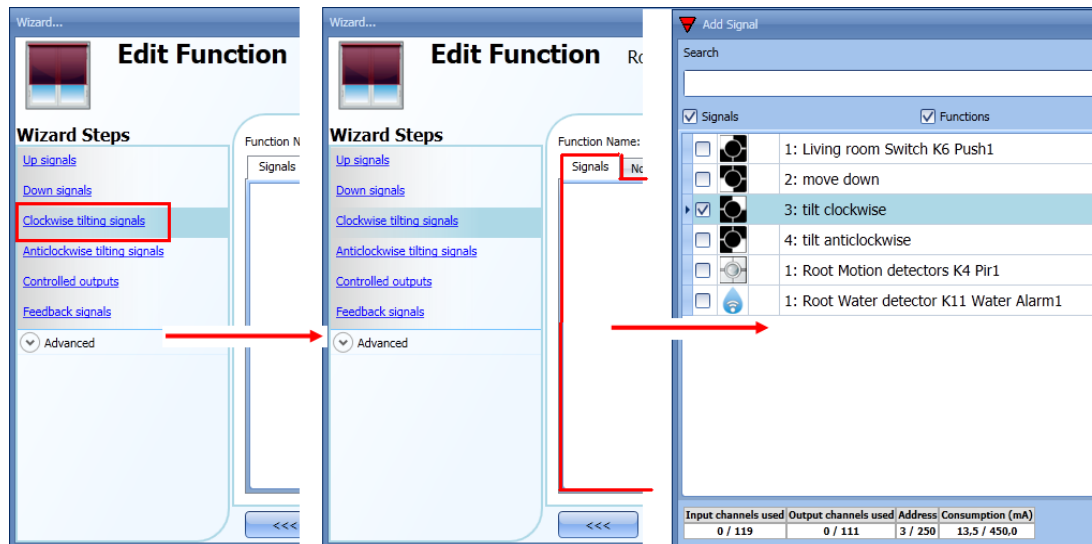 Wizard...
Edit Function
Wizard Steps
Function N
Up signals
Signals
Down signals
Clockwise tilting signals
Anticlockwise tilting signals
Controlled outputs
Feedback signals
Advanced
<<<
Wizard...
Edit Function Ro
Wizard Steps
Function Name:
Up signals
Signals
No
Down signals
Clockwise tilting signals
Anticlockwise tilting signals
Controlled outputs
Feedback signals
Advanced
<<<
Add Signal
Search
Signals Functions
1: Living room Switch K6 Push1
2: move down
3: tilt clockwise
4: tilt anticlockwise
1: Root Motion detectors K4 Pir1
1: Root Water detector K11 Water Alarm1
Input channels used Output channels used Address Consumption (mA)
0 / 119 0 / 111 3 / 250 13,5 / 450,0